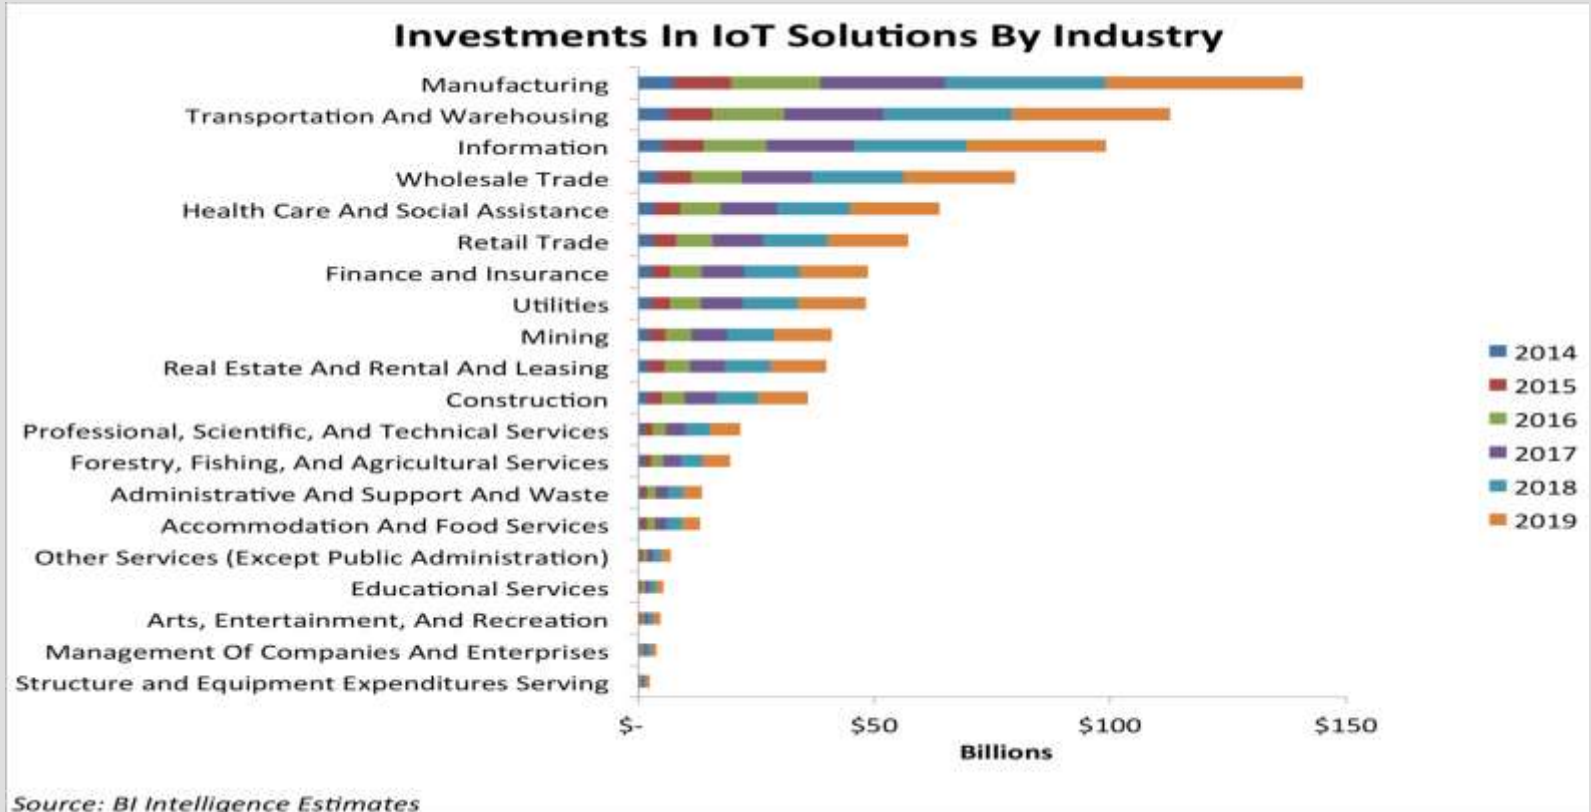 Investments In IoT Solutions By Industry
Manufacturing
Transportation And Warehousing
Information
Wholesale Trade
Health Care And Social Assistance
Retail Trade
Finance and Insurance
Utilities
Mining
Real Estate And Rental And Leasing
Construction
Professional, Scientific, And Technical Services
Forestry, Fishing, And Agricultural Services
Administrative And Support And Waste
Accommodation And Food Services
Other Services (Except Public Administration)
Educational Services
Arts, Entertainment, And Recreation
Management Of Companies And Enterprises
Structure and Equipment Expenditures Serving
2014
2015
2016
2017
2018
2019
$- $50 $100 $150
Billions
Source: BI Intelligence Estimates